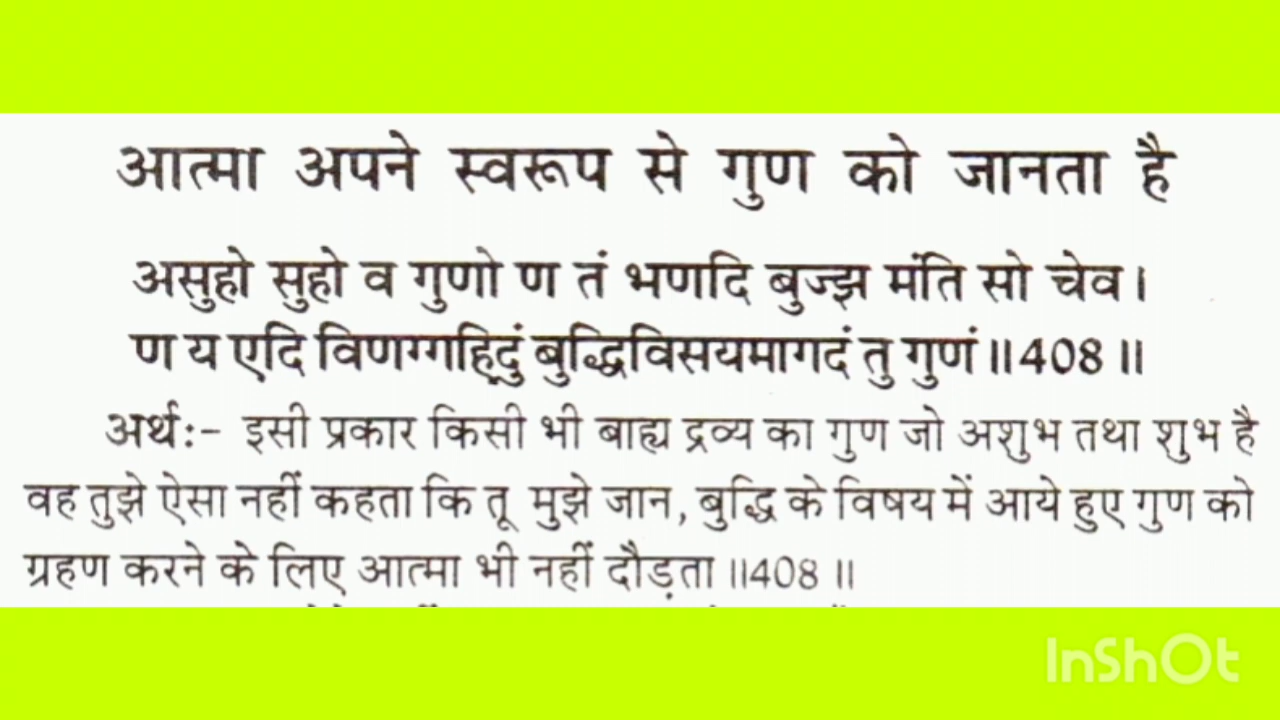 आत्मा अपने स्वरूप से गुण को जानता है
असुहो सुहो व गुणो ण तं भणदि बुज्झ मंति सो चेव।
ण य एदि विणग्गहिदुं बुद्धिविसयमागदं तु गुणं॥408॥
अर्थः- इसी प्रकार किसी भी बाह्य द्रव्य का गुण जो अशुभ तथा शुभ है
वह तुझे ऐसा नहीं कहता कि तू मुझे जान, बुद्धि के विषय में आये हुए गुण को
ग्रहण करने के लिए आत्मा भी नहीं दौड़ता॥408॥
InShOt